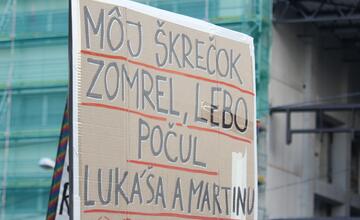 MÔJ ŠKREČOK
ZOMREL, LEBO
POČUL
LUKÁŠA A MARTINU